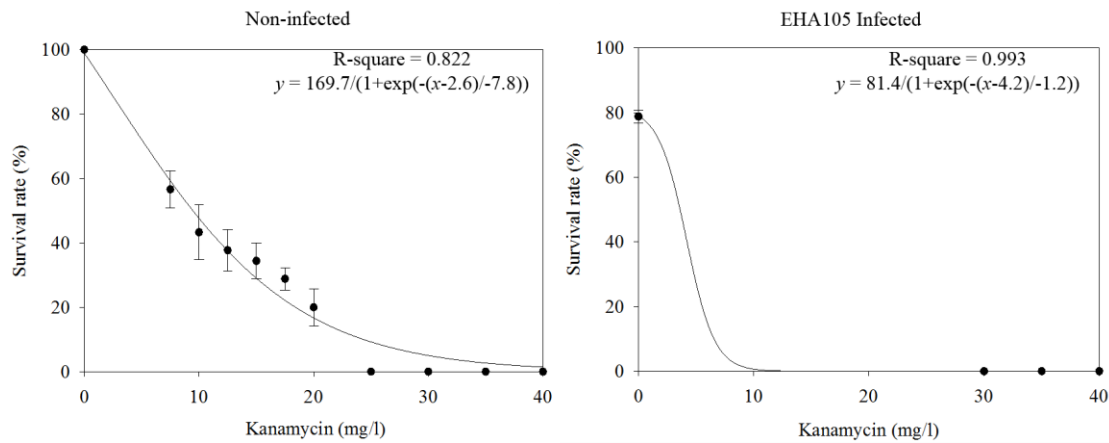 Non-infected
R-square = 0.822
y = 169.7/(1+exp(-(x-2.6)/-7.8))
100
80
60
40
20
0
Survival rate (%)
0 10 20 30 40
Kanamycin (mg/l)
EHA105 Infected
R-square = 0.993
y = 81.4/(1+exp(-(x-4.2)/-1.2))
100
80
60
40
20
0
Survival rate (%)
0 10 20 30 40
Kanamycin (mg/l)